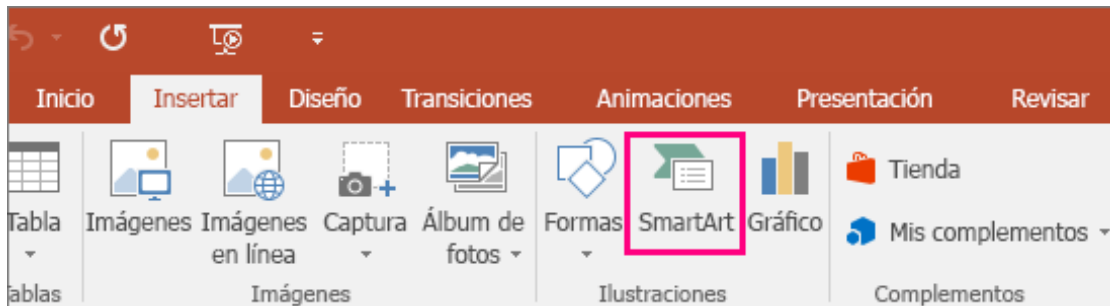 Inicio Insertar Diseño Transiciones Animaciones Presentación Revisar
Tabla Imágenes Imágenes en línea Captura Álbum de fotos Formas SmartArt Gráfico Tienda
Mis complementos
Tablas Imágenes Ilustraciones Complementos